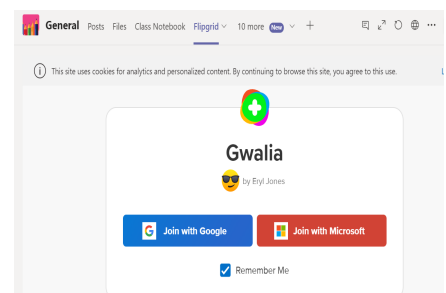 General Posts Files Class Notebook Flipgrid 10 more New
This site uses cookies for analytics and personalized content. By continuing to browse this site, you agree to this use.
Gwalia
by Eryl Jones
Join with Google Join with Microsoft
Remember Me